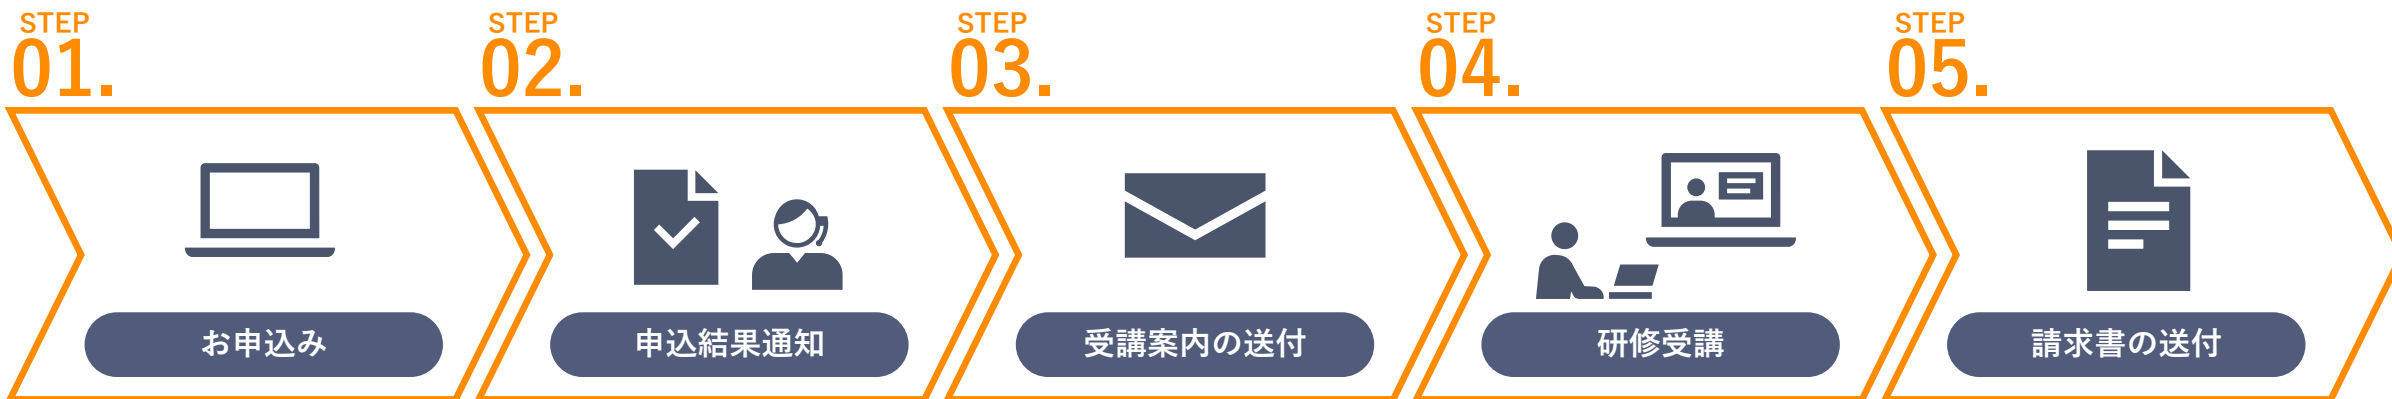 STEP
01.
お申込み
STEP
02.
申込結果通知
STEP
03.
受講案内の送付
STEP
04.
研修受講
STEP
05.
請求書の送付